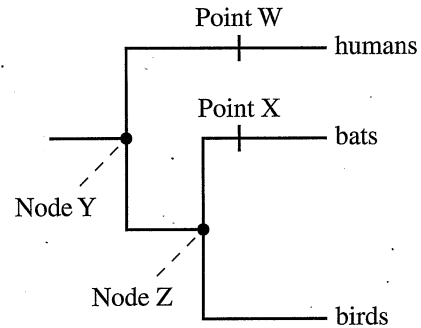 Point W
humans
Point X
bats
Node Y
Node Z
birds